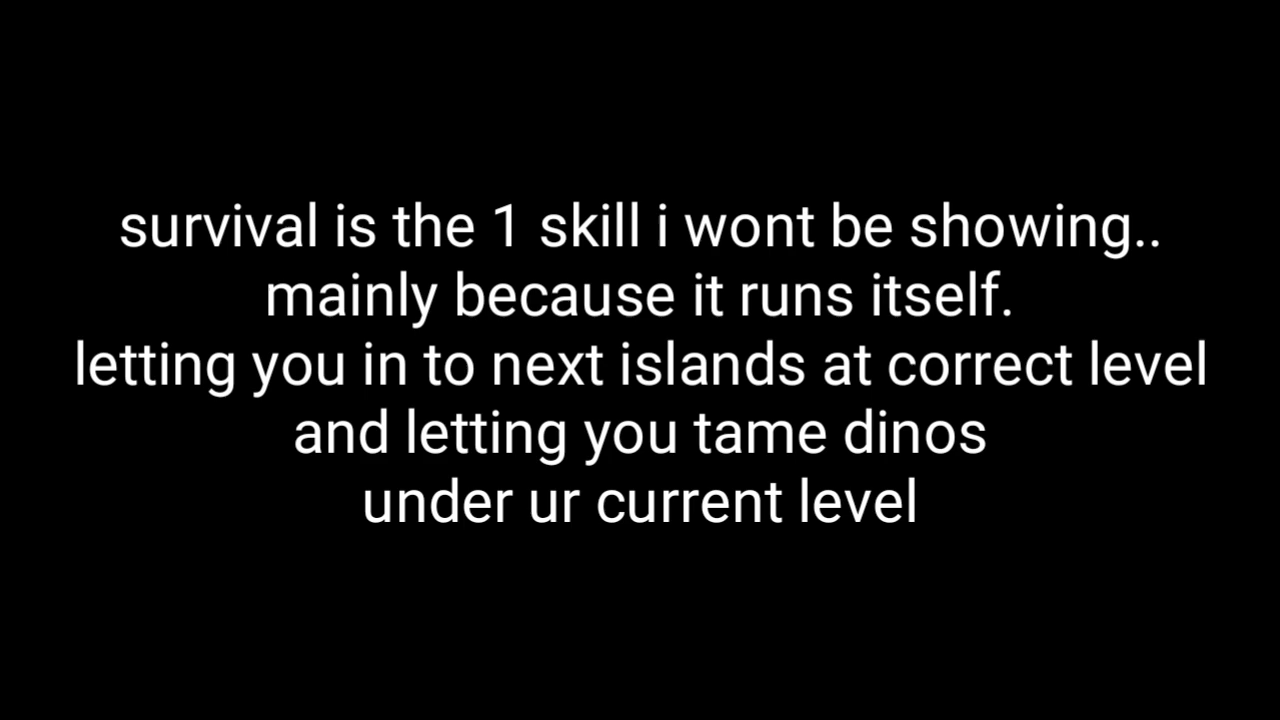 survival is the 1 skill i wont be showing..
mainly because it runs itself.
letting you in to next islands at correct level
and letting you tame dinos
under ur current level